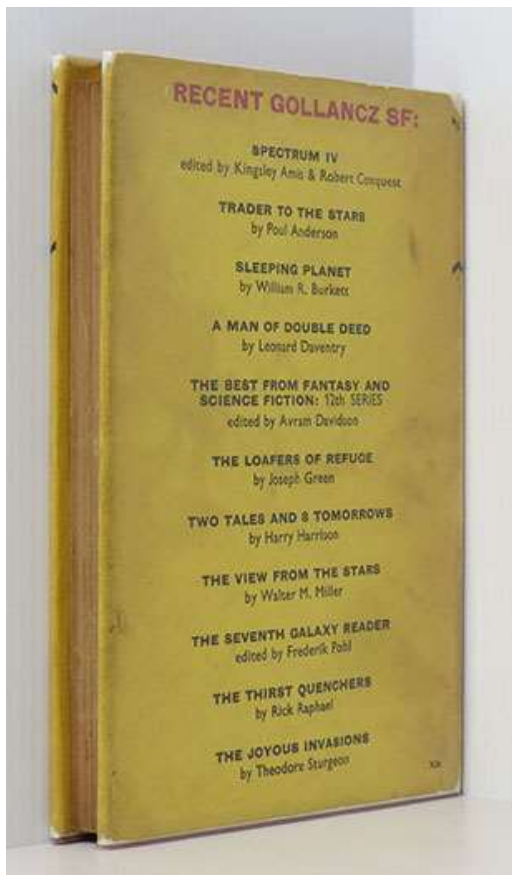 RECENT GOLLANCZ SF:
SPECTRUM IV
edited by Kingsley Amis & Robert Conquest
TRADER TO THE STARS
by Poul Anderson
SLEEPING PLANET
by William R. Burkett
A MAN OF DOUBLE DEED
by Leonard Daventry
THE BEST FROM FANTASY AND
SCIENCE FICTION: 12th SERIES
edited by Avram Davidson
THE LOAFERS OF REFUGE
by Joseph Green
TWO TALES AND 8 TOMORROWS
by Harry Harrison
THE VIEW FROM THE STARS
by Walter M. Miller
THE SEVENTH GALAXY READER
edited by Frederik Pohl
THE THIRST QUENCHERS
by Rick Raphael
THE JOYOUS INVASIONS
by Theodore Sturgeon